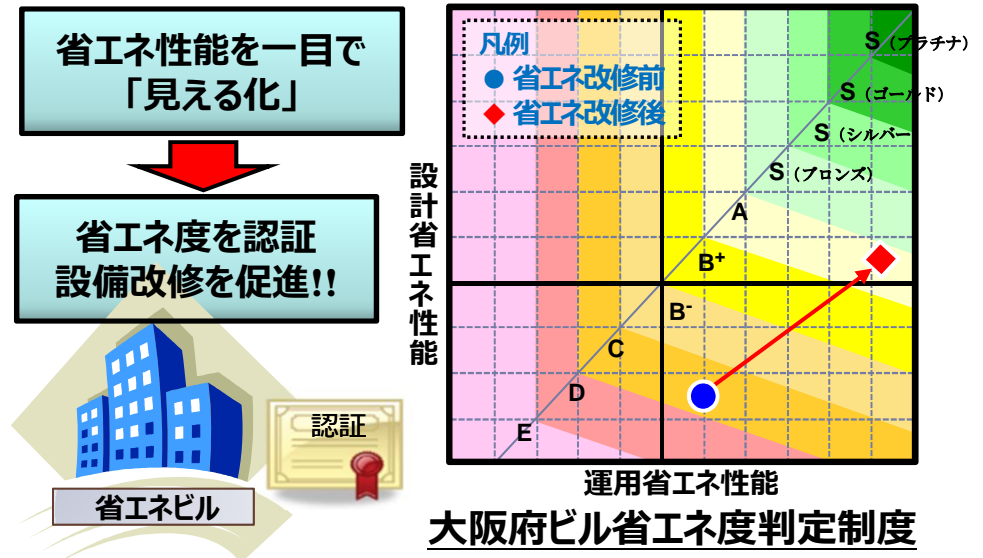 省エネ性能を一目で
「見える化」
省エネ度を認証
設備改修を促進!!
認証
省エネビル
凡例
省エネ改修前
省エネ改修後
設計省エネ性能
S（プラチナ）
S（ゴールド）
S（シルバー
S（ブロンズ）
A
B⁺
B⁻
C
D
E
運用省エネ性能
大阪府ビル省エネ度判定制度